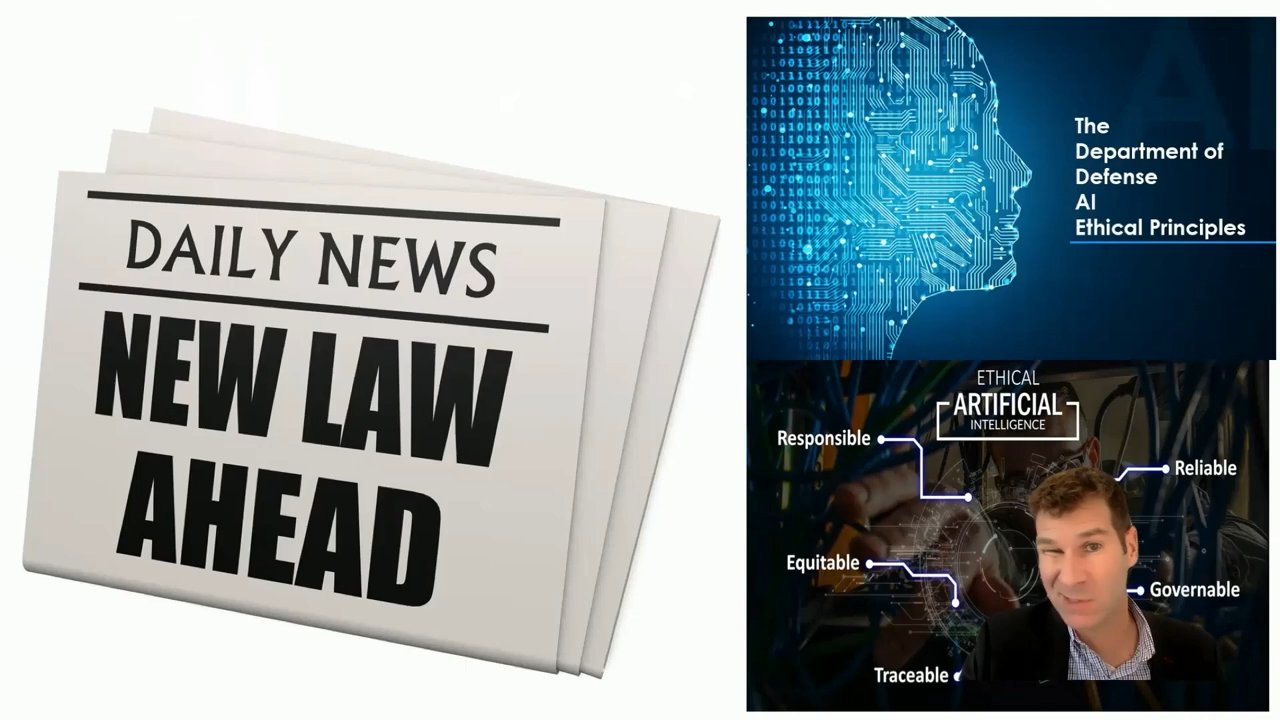 DAILY NEWS
NEW LAW
AHEAD
The
Department of
Defense
AI
Ethical Principles
ETHICAL
ARTIFICIAL
INTELLIGENCE
Responsible
Reliable
Equitable
Governable
Traceable